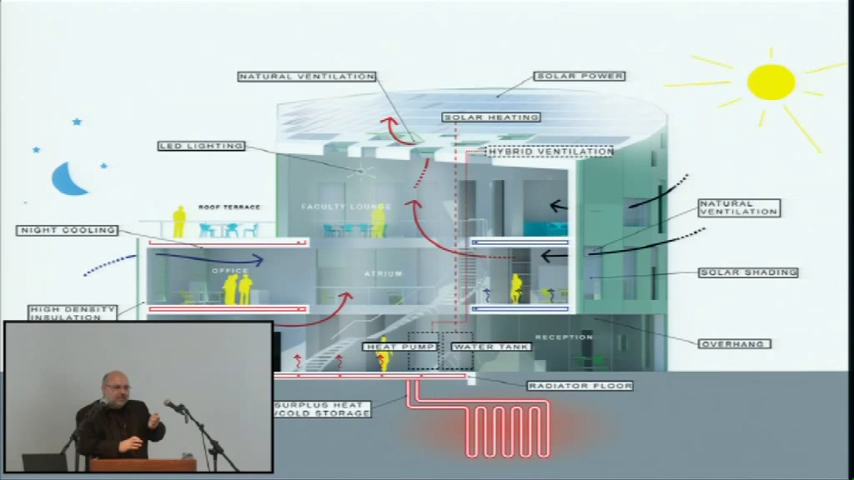 NATURAL VENTILATION
SOLAR POWER
SOLAR HEATING
LED LIGHTING
HYBRID VENTILATION
ROOF TERRACE
FACULTY LOUNGE
NATURAL
VENTILATION
NIGHT COOLING
OFFICE
ATRIUM
SOLAR SHADING
HIGH DENSITY
INSULATION
RECEPTION
HEAT PUMP
WATER TANK
OVERHANG
RADIATOR FLOOR
SURPLUS HEAT
/COLD STORAGE